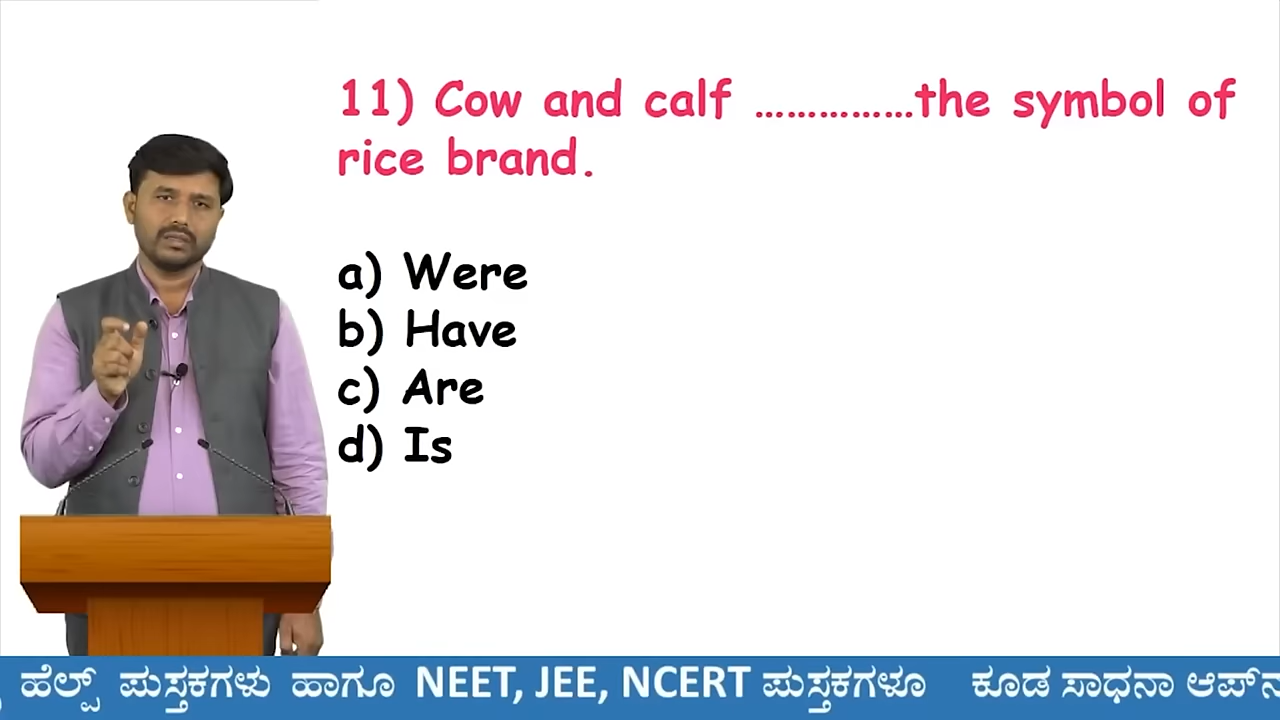 11) Cow and calf ……………the symbol of
rice brand.
a) Were
b) Have
c) Are
d) Is
ಹೆಲ್ಪ್ ಪುಸ್ತಕಗಳು ಹಾಗೂ NEET, JEE, NCERT ಪುಸ್ತಕಗಳೂ ಕೂಡ ಸಾಧನಾ